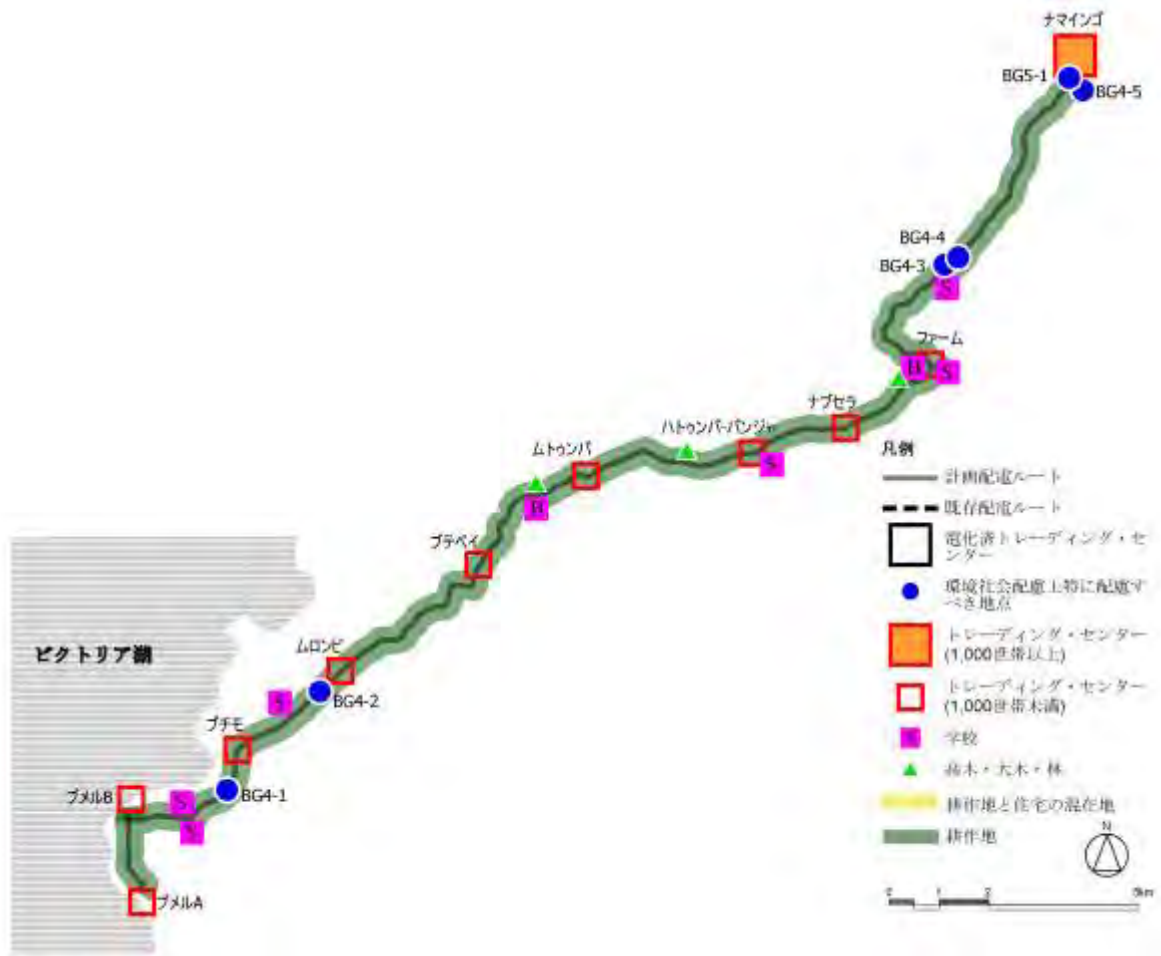 ナマインゴ
BG5-1
BG4-5
BG4-4
BG4-3
S
ファーム
H
S
ナブセラ
ハトゥンバ-バンジャ
S
ムトゥンバ
H
ブテベイ
ムロンビ
BG4-2
S
ブチモ
ビクトリア湖
ブメルB
S
S
BG4-1
ブメルA
凡例
計画配電ルート
既存配電ルート
電化済トレーディング・セ
ンター
環境社会配慮上特に配慮す
べき地点
トレーディング・センター
(1,000世帯以上)
トレーディング・センター
(1,000世帯未満)
S
学校
高木・大木・林
耕作地と住宅の混在地
耕作地
N
0 1 2
5km